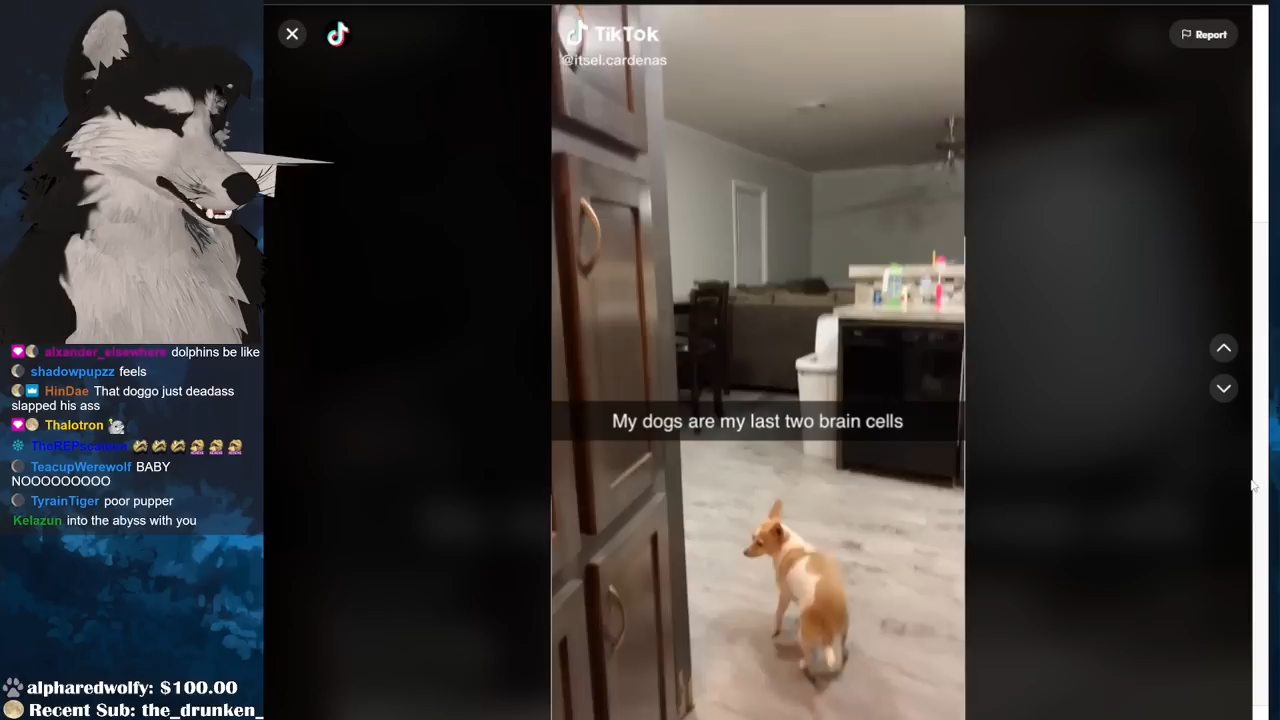 TikTok
@itsel.cardenas
Report
alxander_elsewhere dolphins be like
shadowpupzz feels
HinDae That doggo just deadass
slapped his ass
Thalotron
TeacupWerewolf BABY
NOOOOOOOOO
TyrainTiger poor pupper
Kelazun into the abyss with you
My dogs are my last two brain cells
alpharedwolfy: $100.00
Recent Sub: the_drunken_